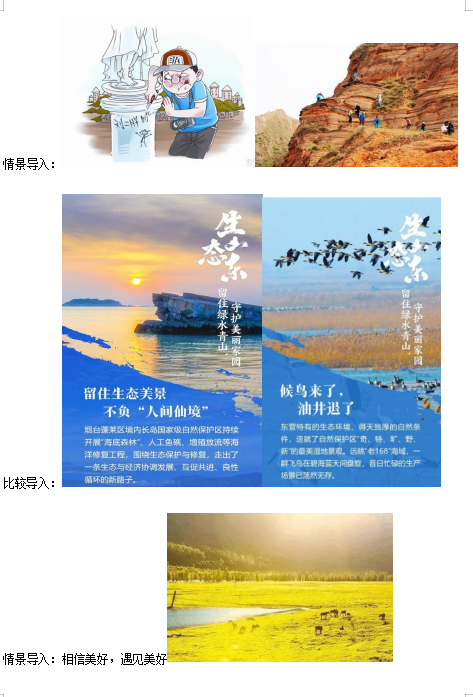 情景导入：
生态山东
守护美丽家园
留住绿水青山
留住生态美景
不负“人间仙境”
烟台蓬莱区境内长岛国家级自然保护区持续
开展“海底森林”、人工鱼礁、增殖放流等海
洋修复工程，围绕生态保护与修复，走出了
一条生态与经济协调发展、互促共进、良性
循环的新路子。
生态山东
守护美丽家园
留住绿水青山
候鸟来了，
油井退了
东营特有的生态环境、得天独厚的自然条
件，造就了自然保护区“奇、特、旷、野、
新”的最美湿地景观。远眺“老168”海域，一
群飞鸟在碧海蓝天间盘旋，昔日忙碌的生产
场景已荡然无存。
比较导入：
情景导入：相信美好，遇见美好